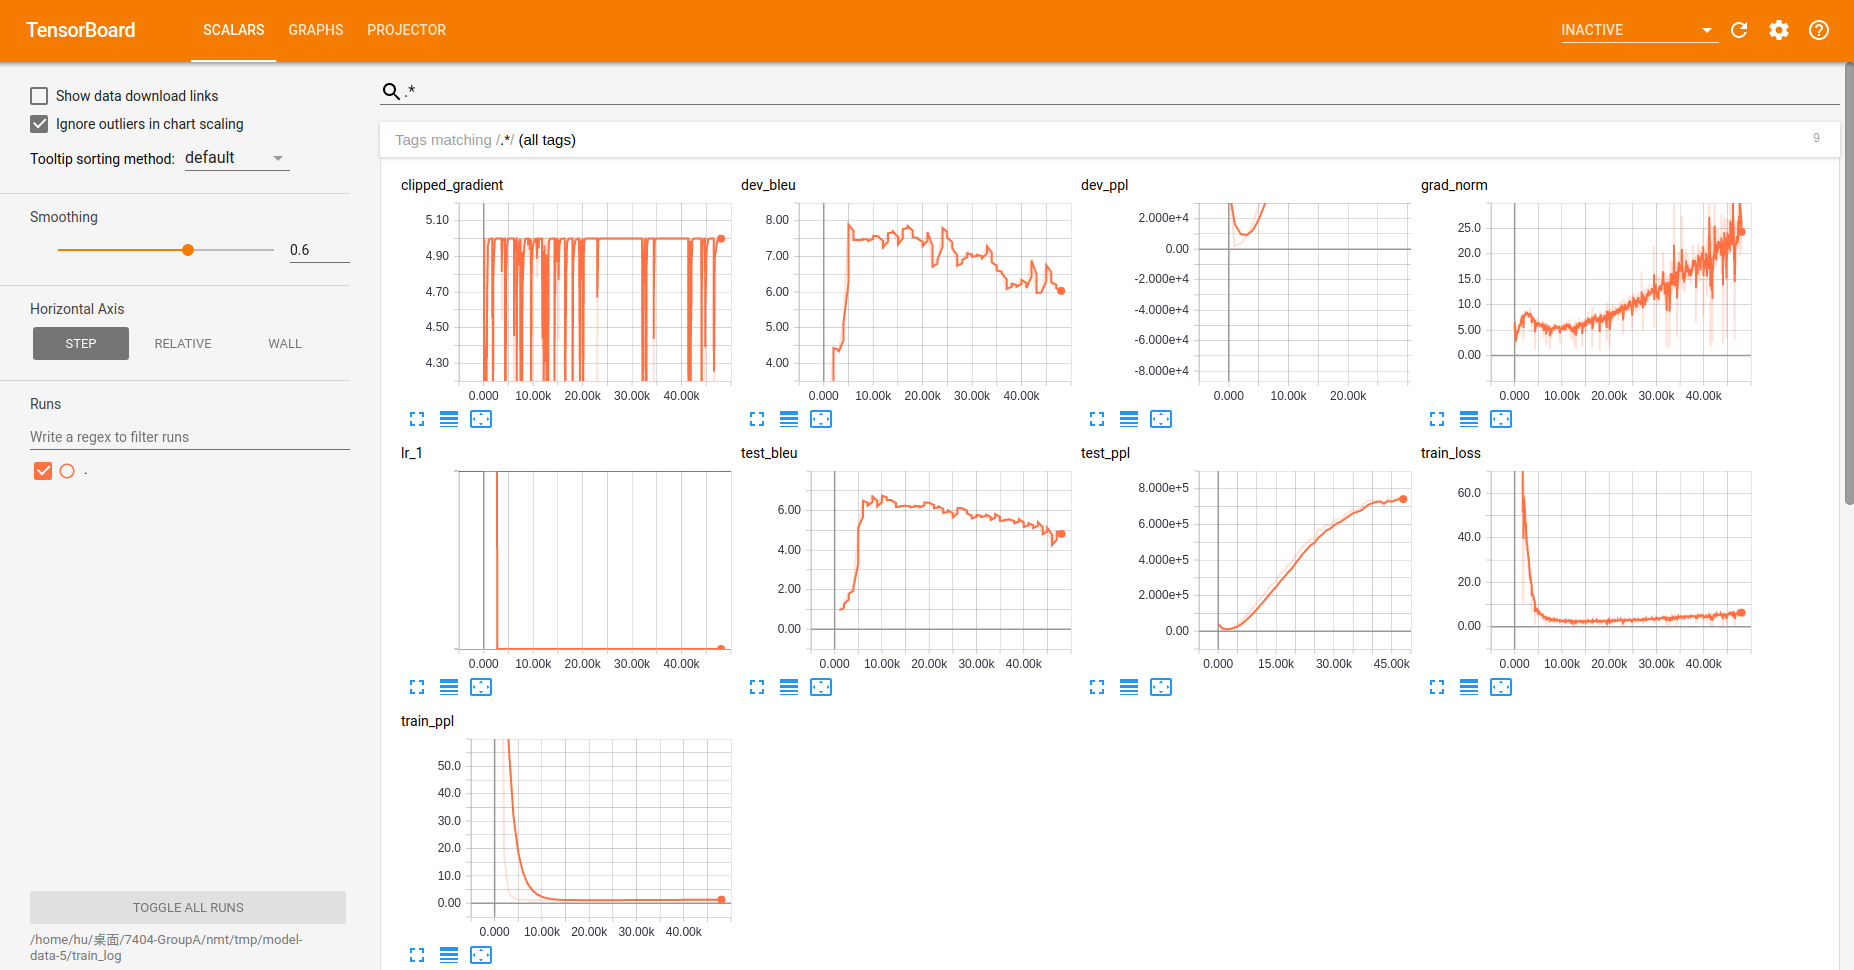 TensorBoard SCALARS GRAPHS PROJECTOR INACTIVE
Show data download links
Ignore outliers in chart scaling
Tooltip sorting method: default
Smoothing
0.6
Horizontal Axis
STEP RELATIVE WALL
Runs
Write a regex to filter runs
.
TOGGLE ALL RUNS
/home/hu/桌面/7404-GroupA/nmt/tmp/model-
data-5/train_log
.*
Tags matching /.*/ (all tags) 9
clipped_gradient
5.10
4.90
4.70
4.50
4.30
0.000 10.00k 20.00k 30.00k 40.00k
dev_bleu
8.00
7.00
6.00
5.00
4.00
0.000 10.00k 20.00k 30.00k 40.00k
dev_ppl
2.000e+4
0.00
-2.000e+4
-4.000e+4
-6.000e+4
-8.000e+4
0.000 10.00k 20.00k
grad_norm
25.0
20.0
15.0
10.0
5.00
0.00
0.000 10.00k 20.00k 30.00k 40.00k
lr_1
0.000 10.00k 20.00k 30.00k 40.00k
test_bleu
6.00
4.00
2.00
0.00
0.000 10.00k 20.00k 30.00k 40.00k
test_ppl
8.000e+5
6.000e+5
4.000e+5
2.000e+5
0.00
0.000 15.00k 30.00k 45.00k
train_loss
60.0
40.0
20.0
0.00
0.000 10.00k 20.00k 30.00k 40.00k
train_ppl
50.0
40.0
30.0
20.0
10.0
0.00
0.000 10.00k 20.00k 30.00k 40.00k